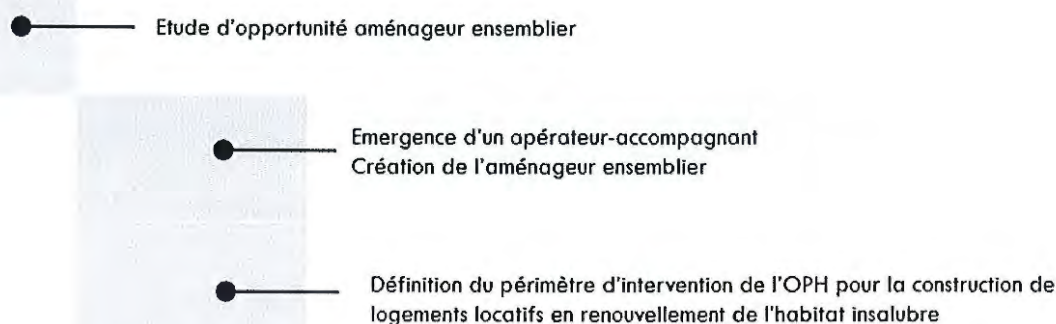 Etude d'opportunité aménageur ensemblier
Emergence d'un opérateur-accompagnant
Création de l'aménageur ensemblier
Définition du périmètre d'intervention de l'OPH pour la construction de
logements locatifs en renouvellement de l'habitat insalubre